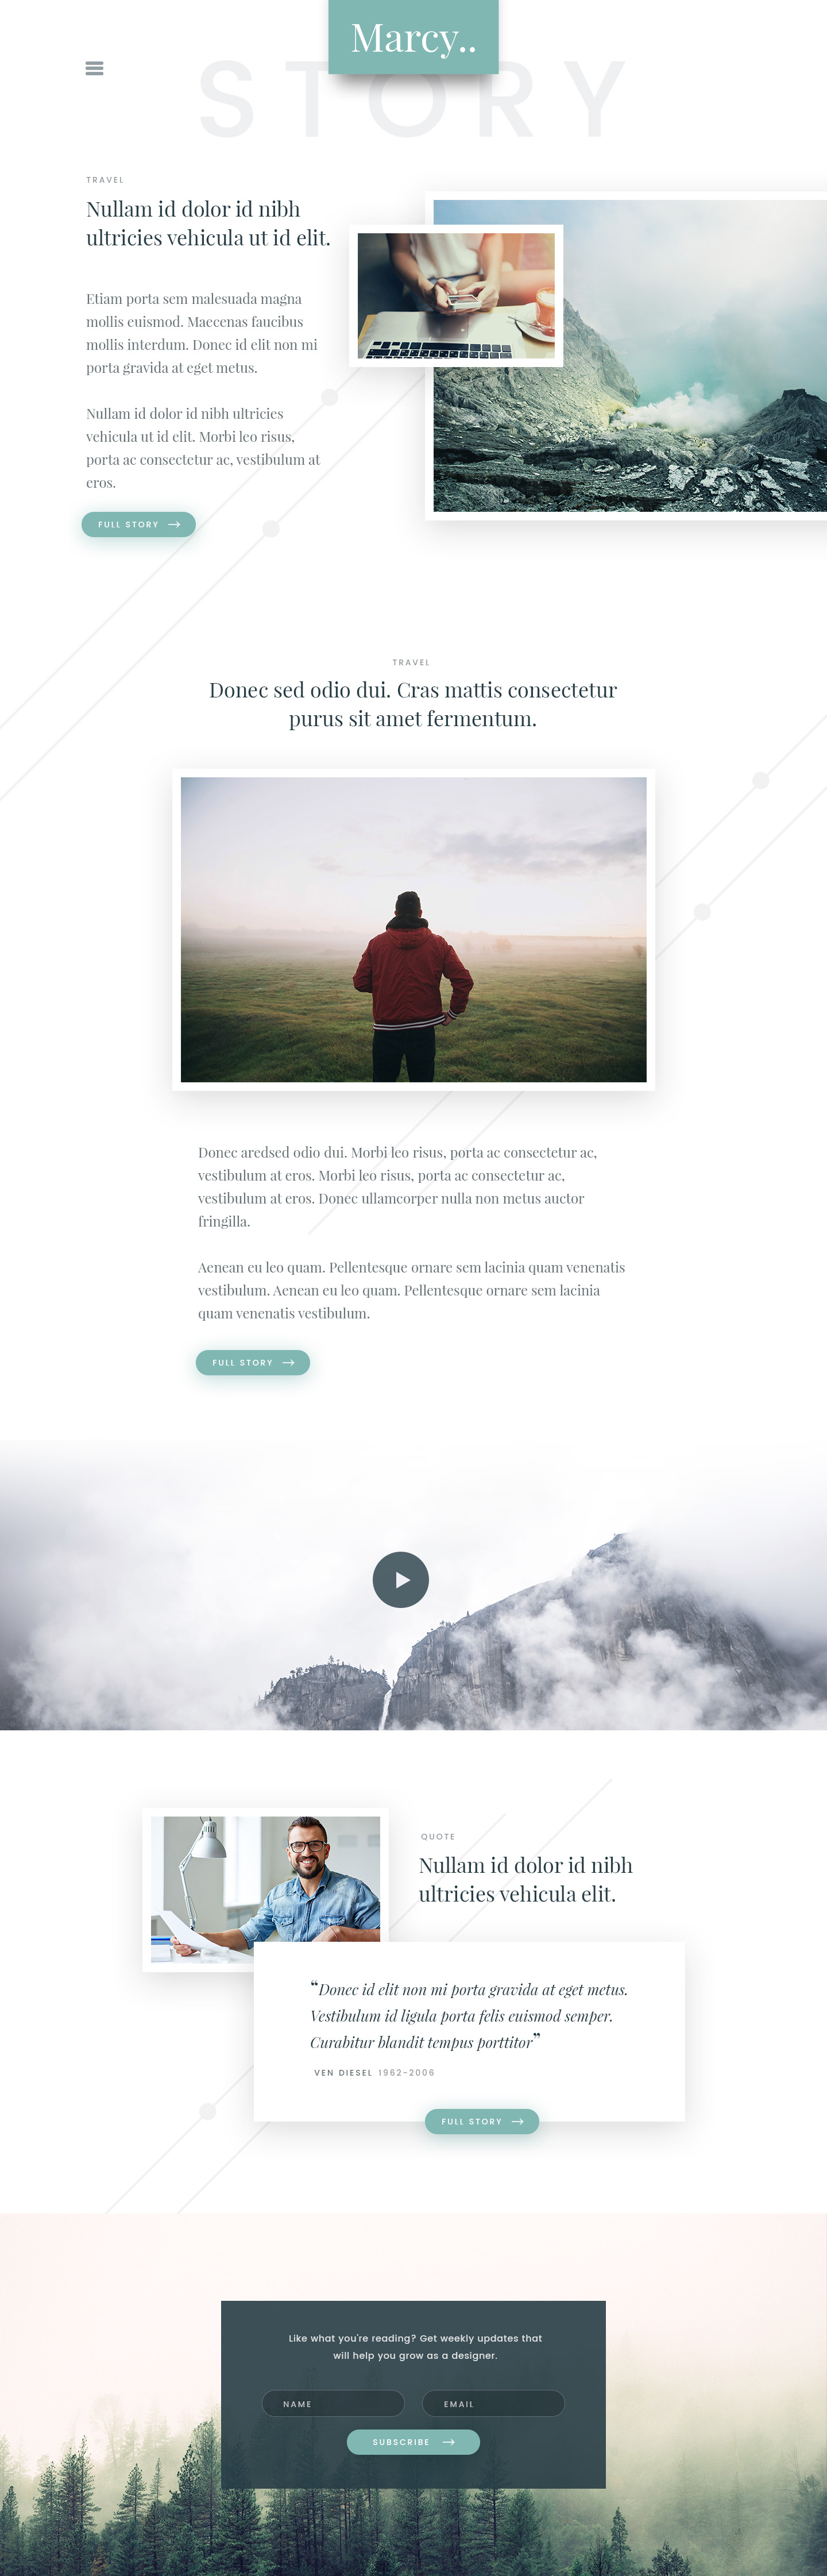 Marcy..
STORY
TRAVEL
Nullam id dolor id nibh
ultricies vehicula ut id elit.
Etiam porta sem malesuada magna
mollis euismod. Maecenas faucibus
mollis interdum. Donec id elit non mi
porta gravida at eget metus.
Nullam id dolor id nibh ultricies
vehicula ut id elit. Morbi leo risus,
porta ac consectetur ac, vestibulum at
eros.
FULL STORY
TRAVEL
Donec sed odio dui. Cras mattis consectetur
purus sit amet fermentum.
Donec aredsed odio dui. Morbi leo risus, porta ac consectetur ac,
vestibulum at eros. Morbi leo risus, porta ac consectetur ac,
vestibulum at eros. Donec ullamcorper nulla non metus auctor
fringilla.
Aenean eu leo quam. Pellentesque ornare sem lacinia quam venenatis
vestibulum. Aenean eu leo quam. Pellentesque ornare sem lacinia
quam venenatis vestibulum.
FULL STORY
QUOTE
Nullam id dolor id nibh
ultricies vehicula elit.
“Donec id elit non mi porta gravida at eget metus.
Vestibulum id ligula porta felis euismod semper.
Curabitur blandit tempus porttitor”
VEN DIESEL 1962-2006
FULL STORY
Like what you're reading? Get weekly updates that
will help you grow as a designer.
NAME
EMAIL
SUBSCRIBE